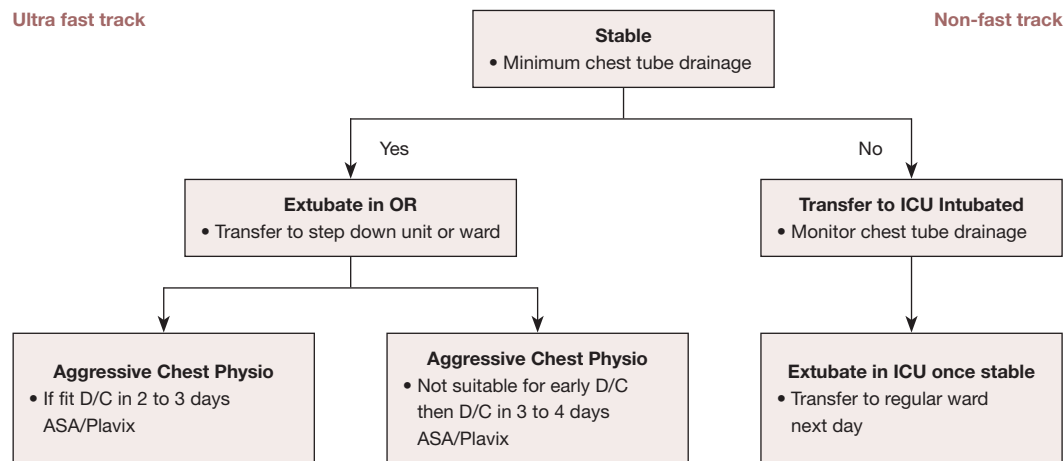 Ultra fast track
Non-fast track
Stable
• Minimum chest tube drainage
Yes
No
Extubate in OR
• Transfer to step down unit or ward
Transfer to ICU Intubated
• Monitor chest tube drainage
Aggressive Chest Physio
• If fit D/C in 2 to 3 days
ASA/Plavix
Aggressive Chest Physio
• Not suitable for early D/C
then D/C in 3 to 4 days
ASA/Plavix
Extubate in ICU once stable
• Transfer to regular ward
next day